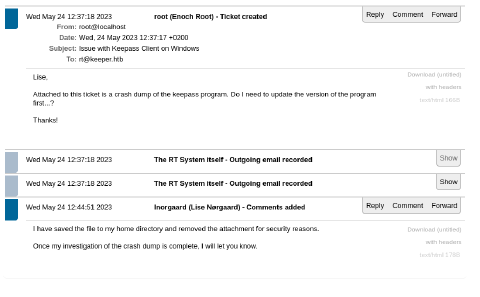 Wed May 24 12:37:18 2023 root (Enoch Root) - Ticket created Reply Comment Forward
From: root@localhost
Date: Wed, 24 May 2023 12:37:17 +0200
Subject: Issue with Keepass Client on Windows
To: rt@keeper.htb
Lise,
Attached to this ticket is a crash dump of the keepass program. Do I need to update the version of the program
first...?
Thanks!
Download (untitled)
with headers
Wed May 24 12:37:18 2023 The RT System itself - Outgoing email recorded Show
Wed May 24 12:37:18 2023 The RT System itself - Outgoing email recorded Show
Wed May 24 12:44:51 2023 lnorgaard (Lise Nørgaard) - Comments added Reply Comment Forward
I have saved the file to my home directory and removed the attachment for security reasons.
Once my investigation of the crash dump is complete, I will let you know.
Download (untitled)
with headers